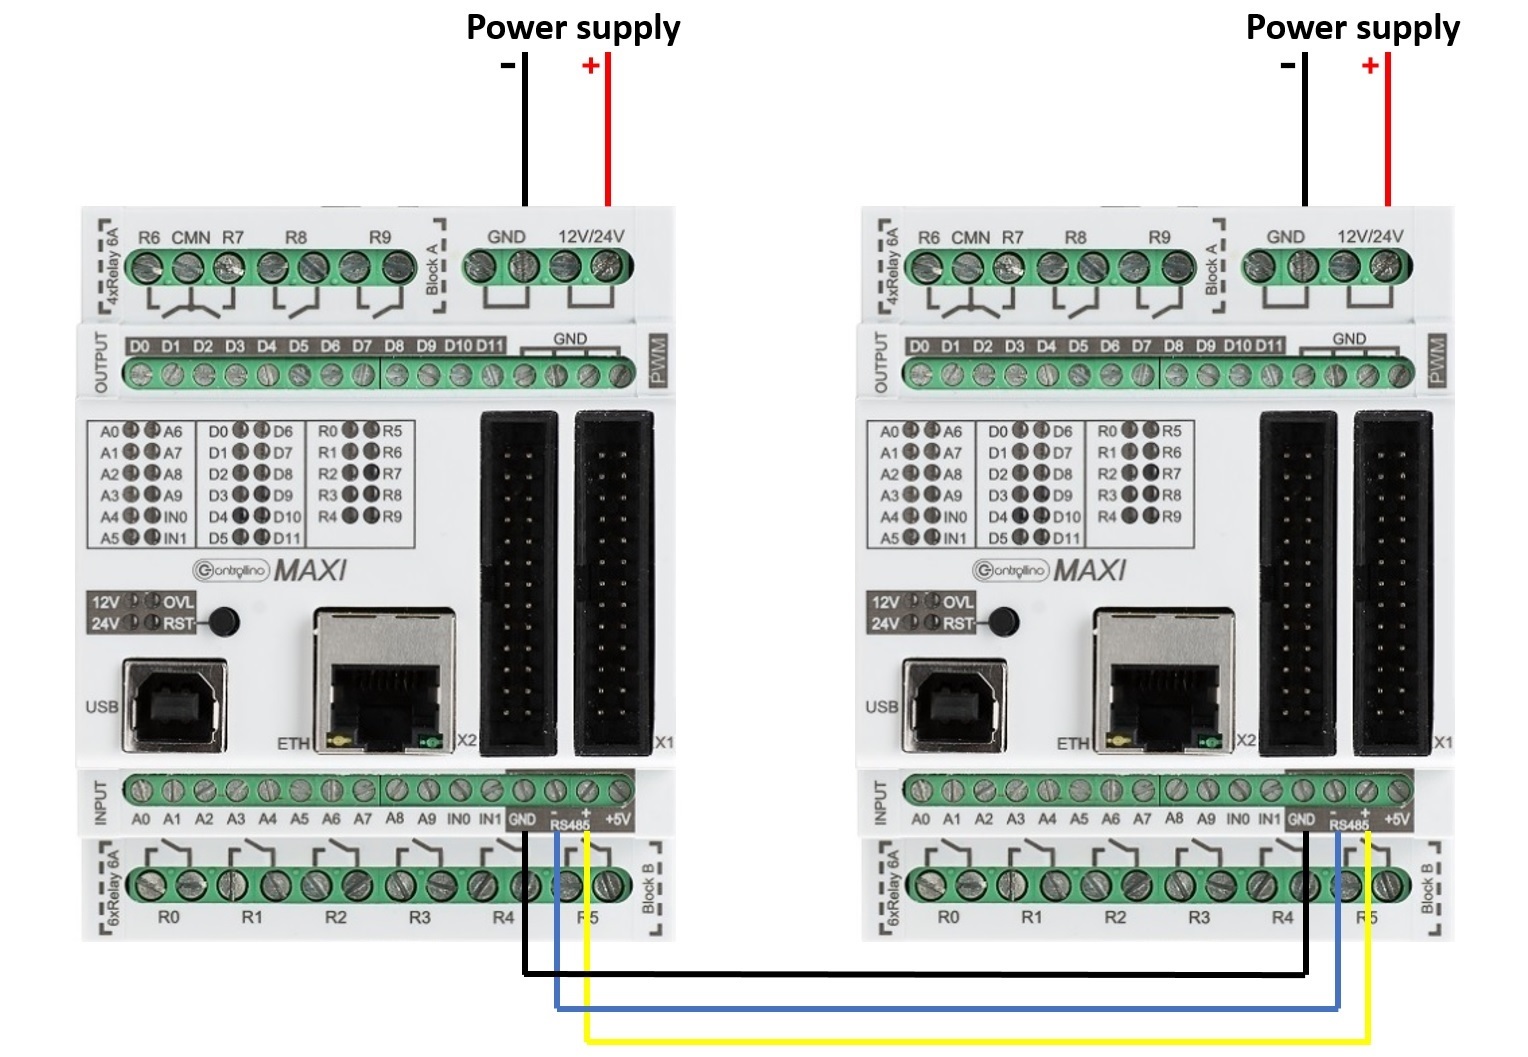 Power supply
- +
4xRelay 6A
R6 CMN R7 R8 R9
Block A
GND 12V/24V
OUTPUT
D0 D1 D2 D3 D4 D5 D6 D7 D8 D9 D10 D11
GND
PWM
A0 A6 D0 D6 R0 R5
A1 A7 D1 D7 R1 R6
A2 A8 D2 D8 R2 R7
A3 A9 D3 D9 R3 R8
A4 IN0 D4 D10 R4 R9
A5 IN1 D5 D11
Controllino MAXI
12V OVL
24V RST
USB
ETH
X2
X1
INPUT
A0 A1 A2 A3 A4 A5 A6 A7 A8 A9 IN0 IN1 GND - + +5V
RS485
6xRelay 6A
R0 R1 R2 R3 R4 R5
Block B
Power supply
- +
4xRelay 6A
R6 CMN R7 R8 R9
Block A
GND 12V/24V
OUTPUT
D0 D1 D2 D3 D4 D5 D6 D7 D8 D9 D10 D11
GND
PWM
A0 A6 D0 D6 R0 R5
A1 A7 D1 D7 R1 R6
A2 A8 D2 D8 R2 R7
A3 A9 D3 D9 R3 R8
A4 IN0 D4 D10 R4 R9
A5 IN1 D5 D11
Controllino MAXI
12V OVL
24V RST
USB
ETH
X2
X1
INPUT
A0 A1 A2 A3 A4 A5 A6 A7 A8 A9 IN0 IN1 GND - + +5V
RS485
6xRelay 6A
R0 R1 R2 R3 R4 R5
Block B